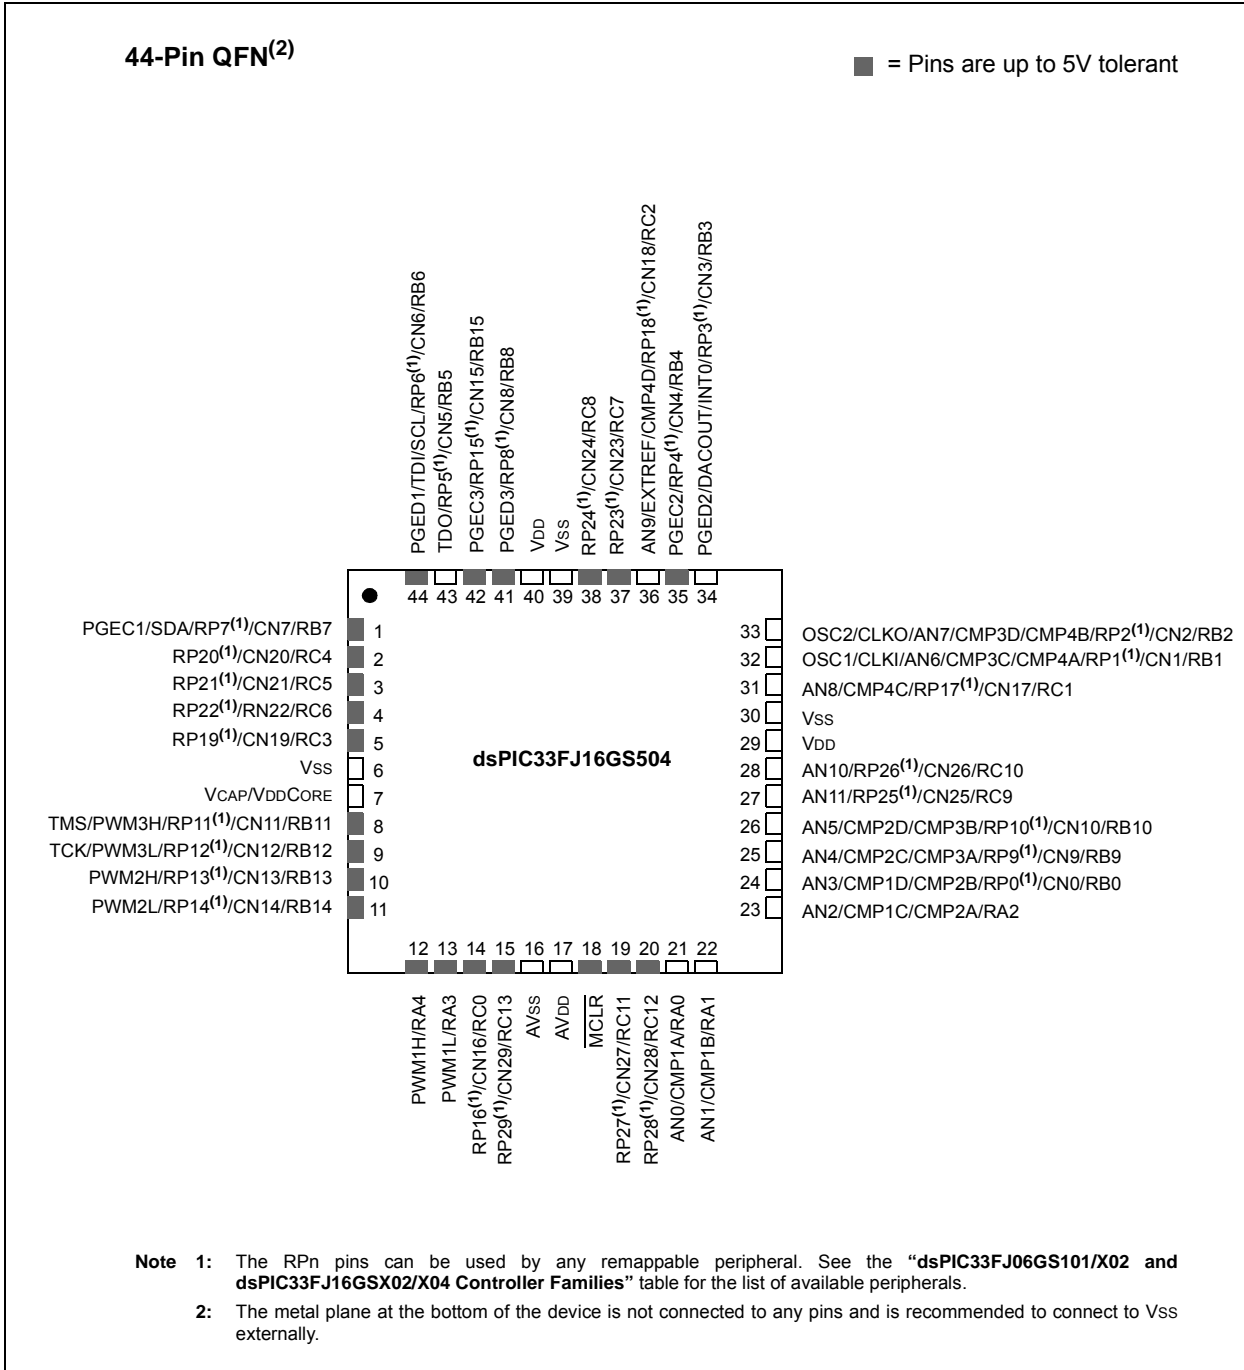 44-Pin QFN(2)
= Pins are up to 5V tolerant
PGED1/TDI/SCL/RP6(1)/CN6/RB6
TDO/RP5(1)/CN5/RB5
PGEC3/RP15(1)/CN15/RB15
PGED3/RP8(1)/CN8/RB8
VDD
VSS
RP24(1)/CN24/RC8
RP23(1)/CN23/RC7
AN9/EXTREF/CMP4D/RP18(1)/CN18/RC2
PGEC2/RP4(1)/CN4/RB4
PGED2/DACOUT/INT0/RP3(1)/CN3/RB3
44 43 42 41 40 39 38 37 36 35 34
PGEC1/SDA/RP7(1)/CN7/RB7 1
RP20(1)/CN20/RC4 2
RP21(1)/CN21/RC5 3
RP22(1)/RN22/RC6 4
RP19(1)/CN19/RC3 5
VSS 6
VCAP/VDDCORE 7
TMS/PWM3H/RP11(1)/CN11/RB11 8
TCK/PWM3L/RP12(1)/CN12/RB12 9
PWM2H/RP13(1)/CN13/RB13 10
PWM2L/RP14(1)/CN14/RB14 11
dsPIC33FJ16GS504
33 OSC2/CLKO/AN7/CMP3D/CMP4B/RP2(1)/CN2/RB2
32 OSC1/CLKI/AN6/CMP3C/CMP4A/RP1(1)/CN1/RB1
31 AN8/CMP4C/RP17(1)/CN17/RC1
30 VSS
29 VDD
28 AN10/RP26(1)/CN26/RC10
27 AN11/RP25(1)/CN25/RC9
26 AN5/CMP2D/CMP3B/RP10(1)/CN10/RB10
25 AN4/CMP2C/CMP3A/RP9(1)/CN9/RB9
24 AN3/CMP1D/CMP2B/RP0(1)/CN0/RB0
23 AN2/CMP1C/CMP2A/RA2
12 13 14 15 16 17 18 19 20 21 22
PWM1H/RA4
PWM1L/RA3
RP16(1)/CN16/RC0
RP29(1)/CN29/RC13
AVSS
AVDD
MCLR
RP27(1)/CN27/RC11
RP28(1)/CN28/RC12
AN0/CMP1A/RA0
AN1/CMP1B/RA1
Note 1: The RPn pins can be used by any remappable peripheral. See the “dsPIC33FJ06GS101/X02 and
dsPIC33FJ16GSX02/X04 Controller Families” table for the list of available peripherals.
2: The metal plane at the bottom of the device is not connected to any pins and is recommended to connect to VSS
externally.